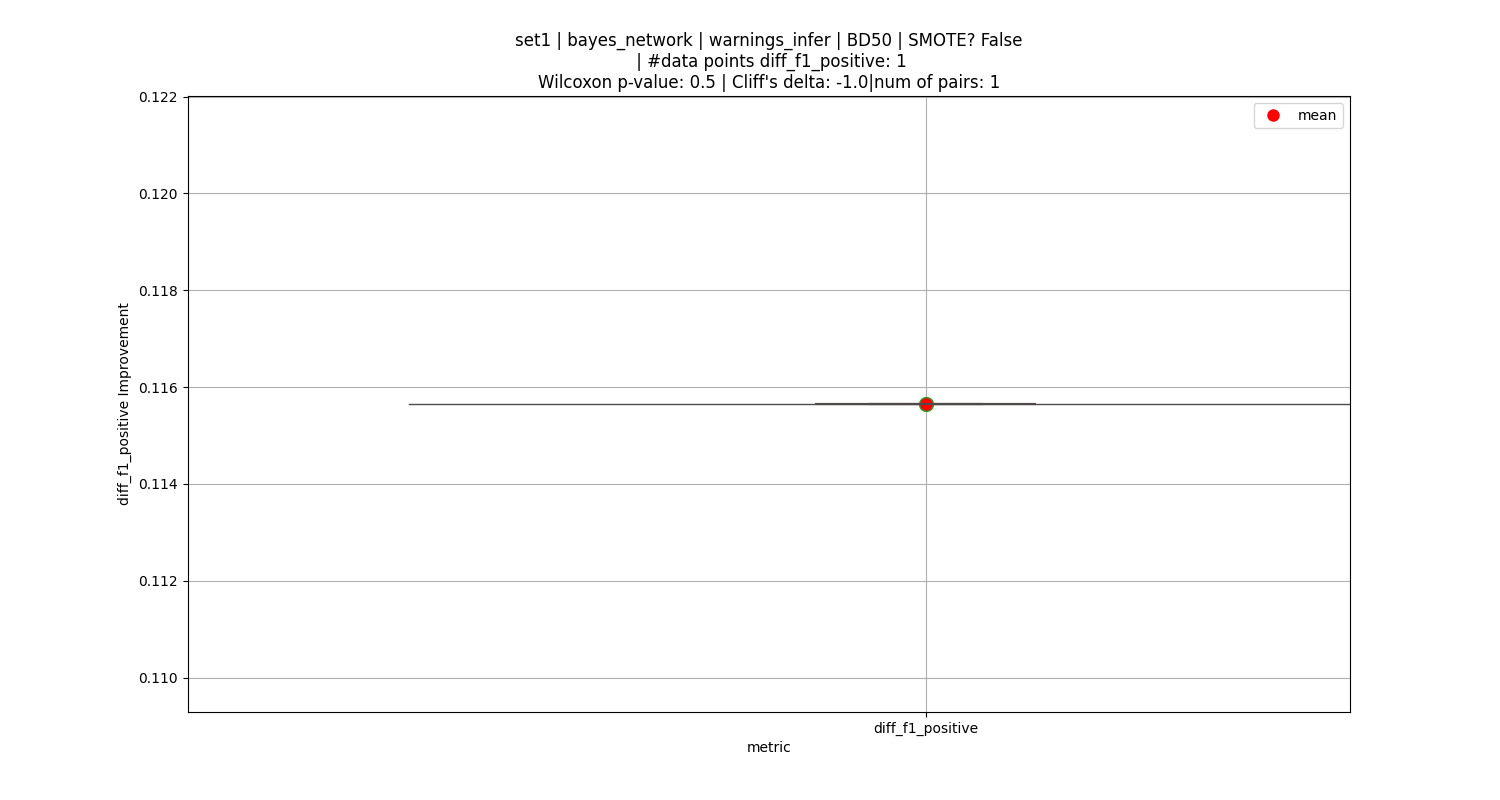 set1 | bayes_network | warnings_infer | BD50 | SMOTE? False
| #data points diff_f1_positive: 1
Wilcoxon p-value: 0.5 | Cliff's delta: -1.0|num of pairs: 1
mean
0.122
0.120
0.118
0.116
0.114
0.112
0.110
diff_f1_positive Improvement
diff_f1_positive
metric